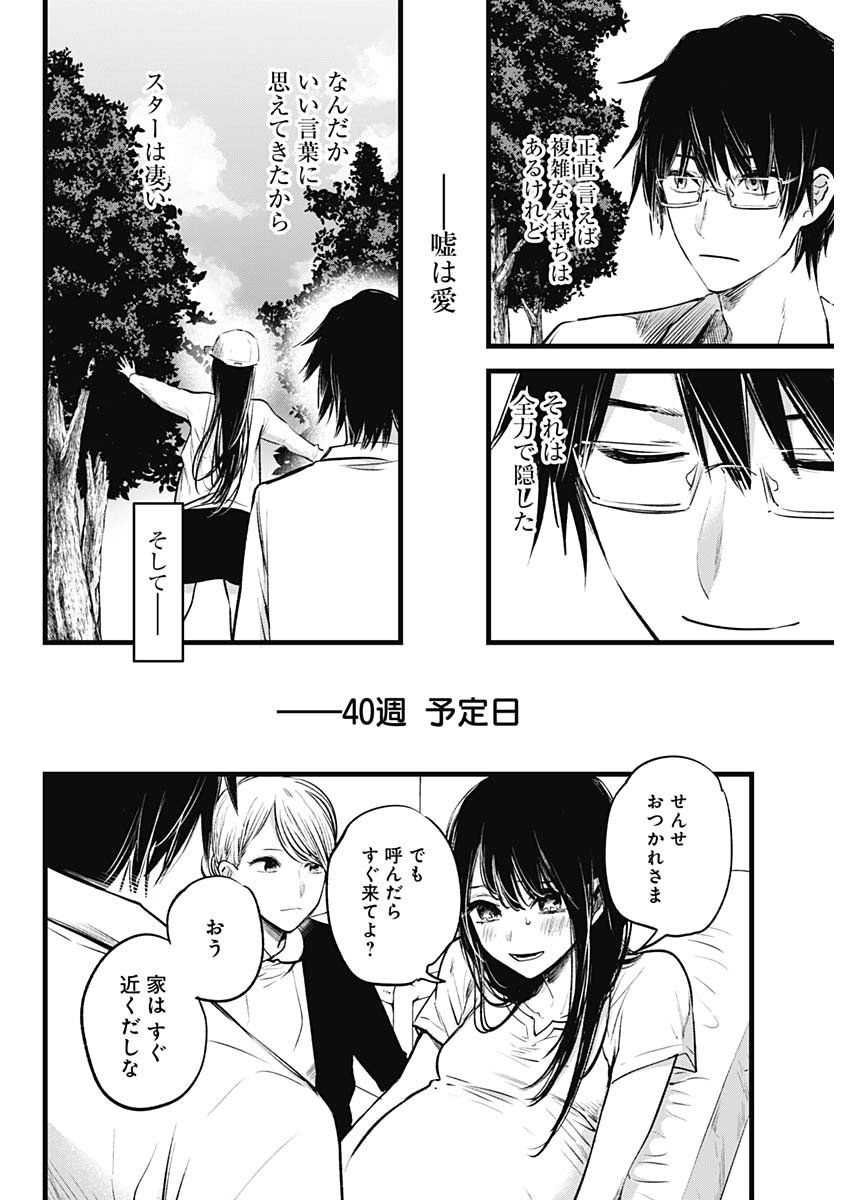 正直言えば
複雑な気持ちは
あるけれど
それは
全力で隠した
――嘘は愛
なんだか
いい言葉に
思えてきたから
スターは凄い
そして――
――40週 予定日
せんせ
おつかれさま
でも
呼んだら
すぐ来てよ?
おう
家は すぐ
近くだしな